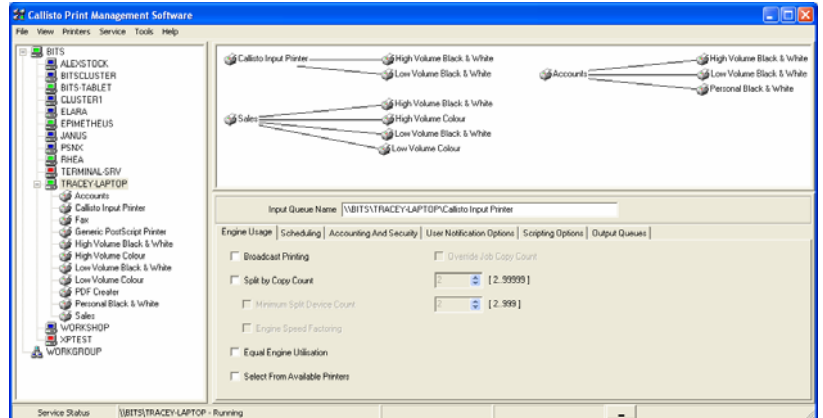 Callisto Print Management Software
File View Printers Service Tools Help
BITS
ALEXSTOCK
BITSCLUSTER
BITS-TABLET
CLUSTER1
ELARA
EPIMETHEUS
JANUS
PSNX
RHEA
TERMINAL-SRV
TRACEY-LAPTOP
Accounts
Callisto Input Printer
Fax
Generic PostScript Printer
High Volume Black & White
High Volume Colour
Low Volume Black & White
Low Volume Colour
PDF Creator
Personal Black & White
Sales
WORKSHOP
XPTEST
WORKGROUP
Callisto Input Printer
High Volume Black & White
Low Volume Black & White
Accounts
High Volume Black & White
Low Volume Black & White
Personal Black & White
Sales
High Volume Black & White
High Volume Colour
Low Volume Black & White
Low Volume Colour
Input Queue Name \\BITS\TRACEY-LAPTOP\Callisto Input Printer
Engine Usage Scheduling Accounting And Security User Notification Options Scripting Options Output Queues
Broadcast Printing Override Job Copy Count
Split by Copy Count 2 [ 2..99999 ]
Minimum Split Device Count 2 [ 2..999 ]
Engine Speed Factoring
Equal Engine Utilisation
Select From Available Printers
Service Status \\BITS\TRACEY-LAPTOP - Running